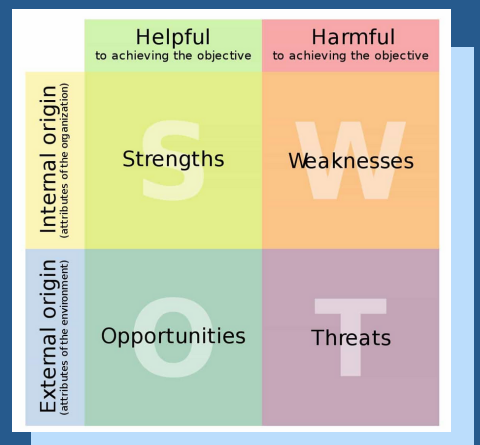 Helpful
to achieving the objective
Harmful
to achieving the objective
Internal origin
(attributes of the organization)
S
Strengths
W
Weaknesses
External origin
(attributes of the environment)
O
Opportunities
T
Threats